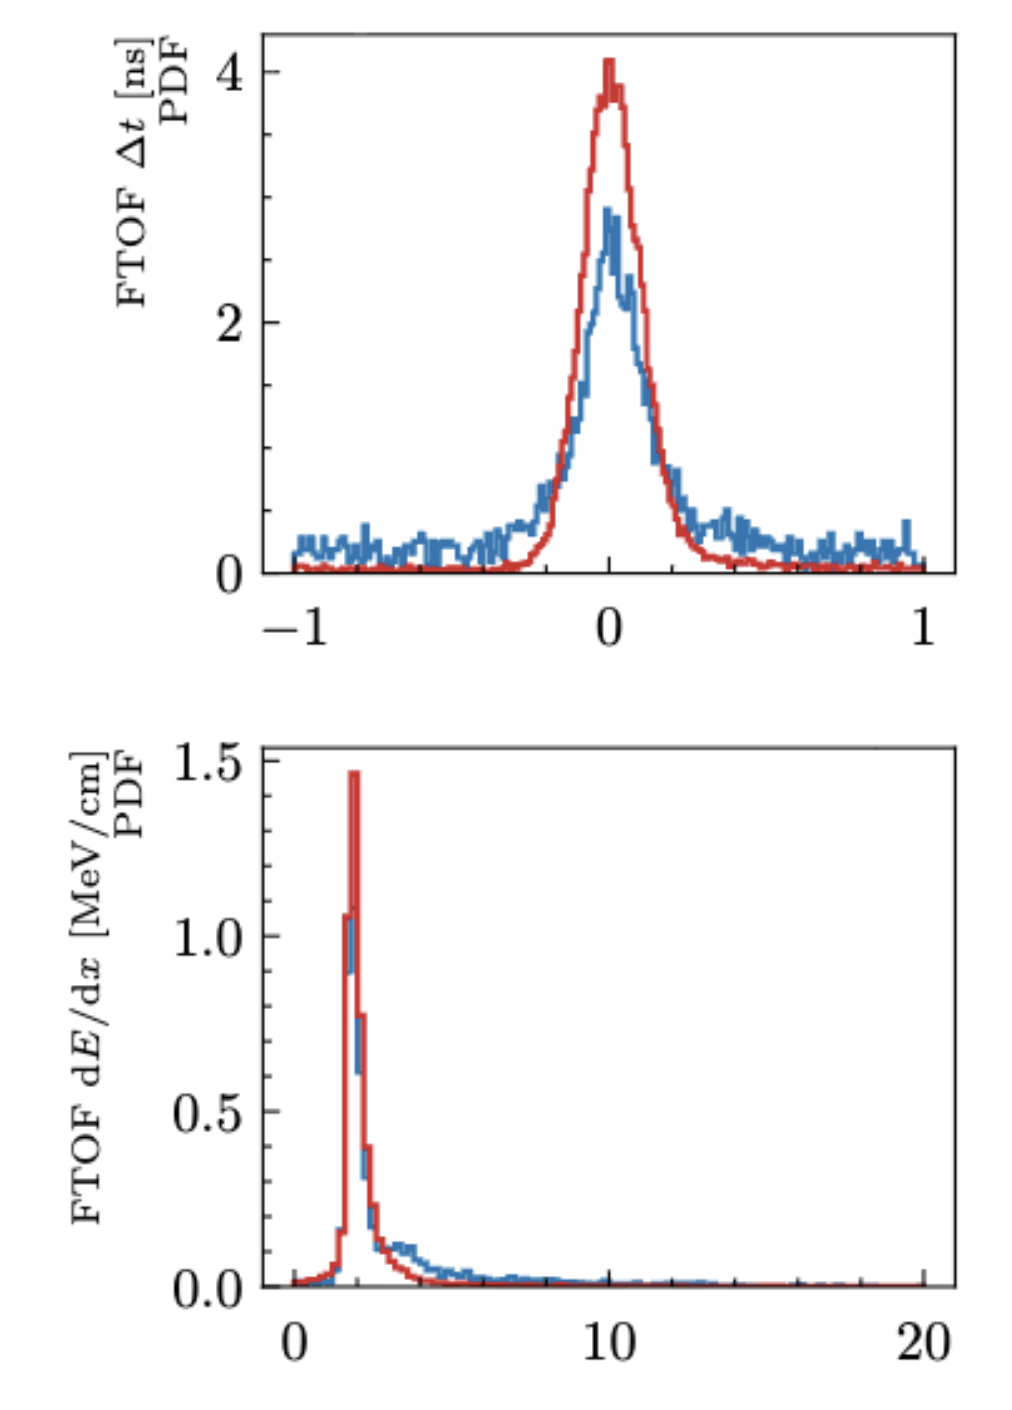 FTOF Δt [ns]
PDF
4
2
0
−1 0 1
FTOF dE/dx [MeV/cm]
PDF
1.5
1.0
0.5
0.0
0 10 20